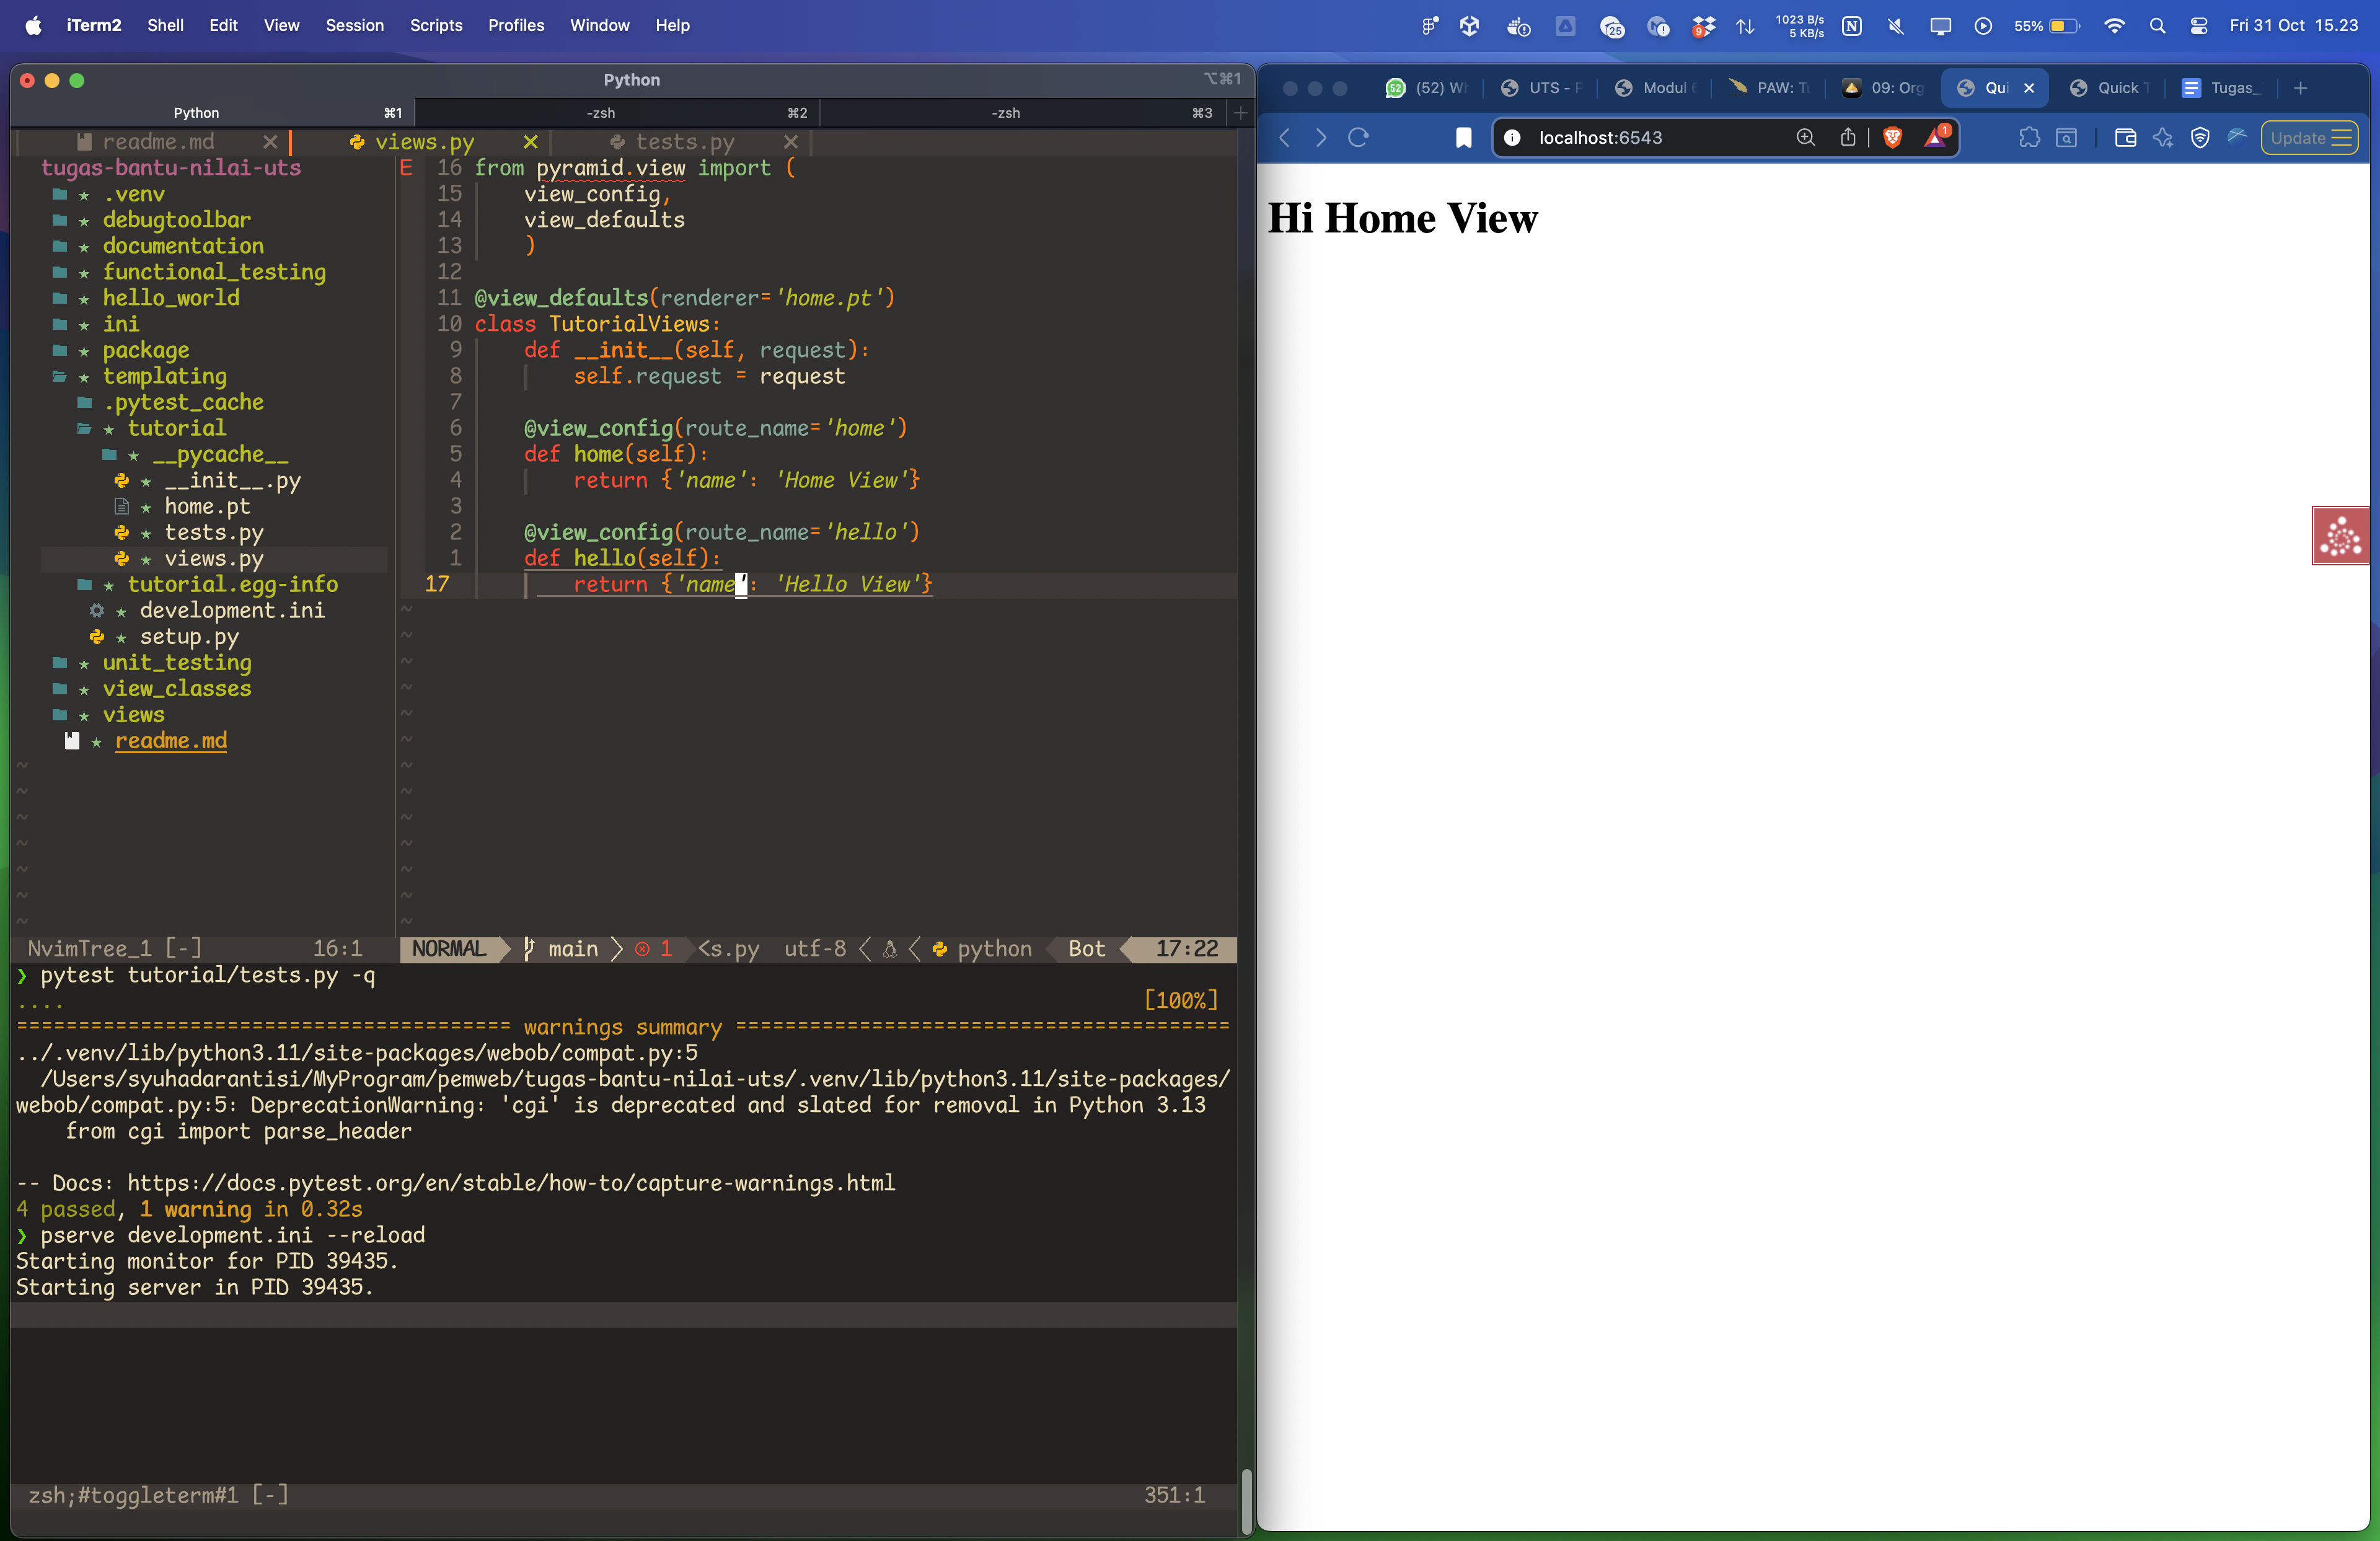 iTerm2 Shell Edit View Session Scripts Profiles Window Help
25
9
1023 B/s
5 KB/s
55%
Fri 31 Oct 15.23
Python ⌥⌘1
Python ⌘1 -zsh ⌘2 -zsh ⌘3
readme.md views.py tests.py
tugas-bantu-nilai-uts
.venv
debugtoolbar
documentation
functional_testing
hello_world
ini
package
templating
.pytest_cache
tutorial
__pycache__
__init__.py
home.pt
tests.py
views.py
tutorial.egg-info
development.ini
setup.py
unit_testing
view_classes
views
readme.md
E 16 from pyramid.view import (
15 view_config,
14 view_defaults
13 )
12
11 @view_defaults(renderer='home.pt')
10 class TutorialViews:
9 def __init__(self, request):
8 self.request = request
7
6 @view_config(route_name='home')
5 def home(self):
4 return {'name': 'Home View'}
3
2 @view_config(route_name='hello')
1 def hello(self):
17 return {'name': 'Hello View'}
NvimTree_1 [-] 16:1
NORMAL main 1 <s.py utf-8 python Bot 17:22
❯ pytest tutorial/tests.py -q
.... [100%]
======================================== warnings summary ========================================
../.venv/lib/python3.11/site-packages/webob/compat.py:5
/Users/syuhadarantisi/MyProgram/pemweb/tugas-bantu-nilai-uts/.venv/lib/python3.11/site-packages/
webob/compat.py:5: DeprecationWarning: 'cgi' is deprecated and slated for removal in Python 3.13
from cgi import parse_header
-- Docs: https://docs.pytest.org/en/stable/how-to/capture-warnings.html
4 passed, 1 warning in 0.32s
❯ pserve development.ini --reload
Starting monitor for PID 39435.
Starting server in PID 39435.
zsh;#toggleterm#1 [-] 351:1
52 (52) W UTS - P Modul 6 PAW: Tu 09: Org Qui Quick T Tugas_
localhost:6543
1
Update
Hi Home View